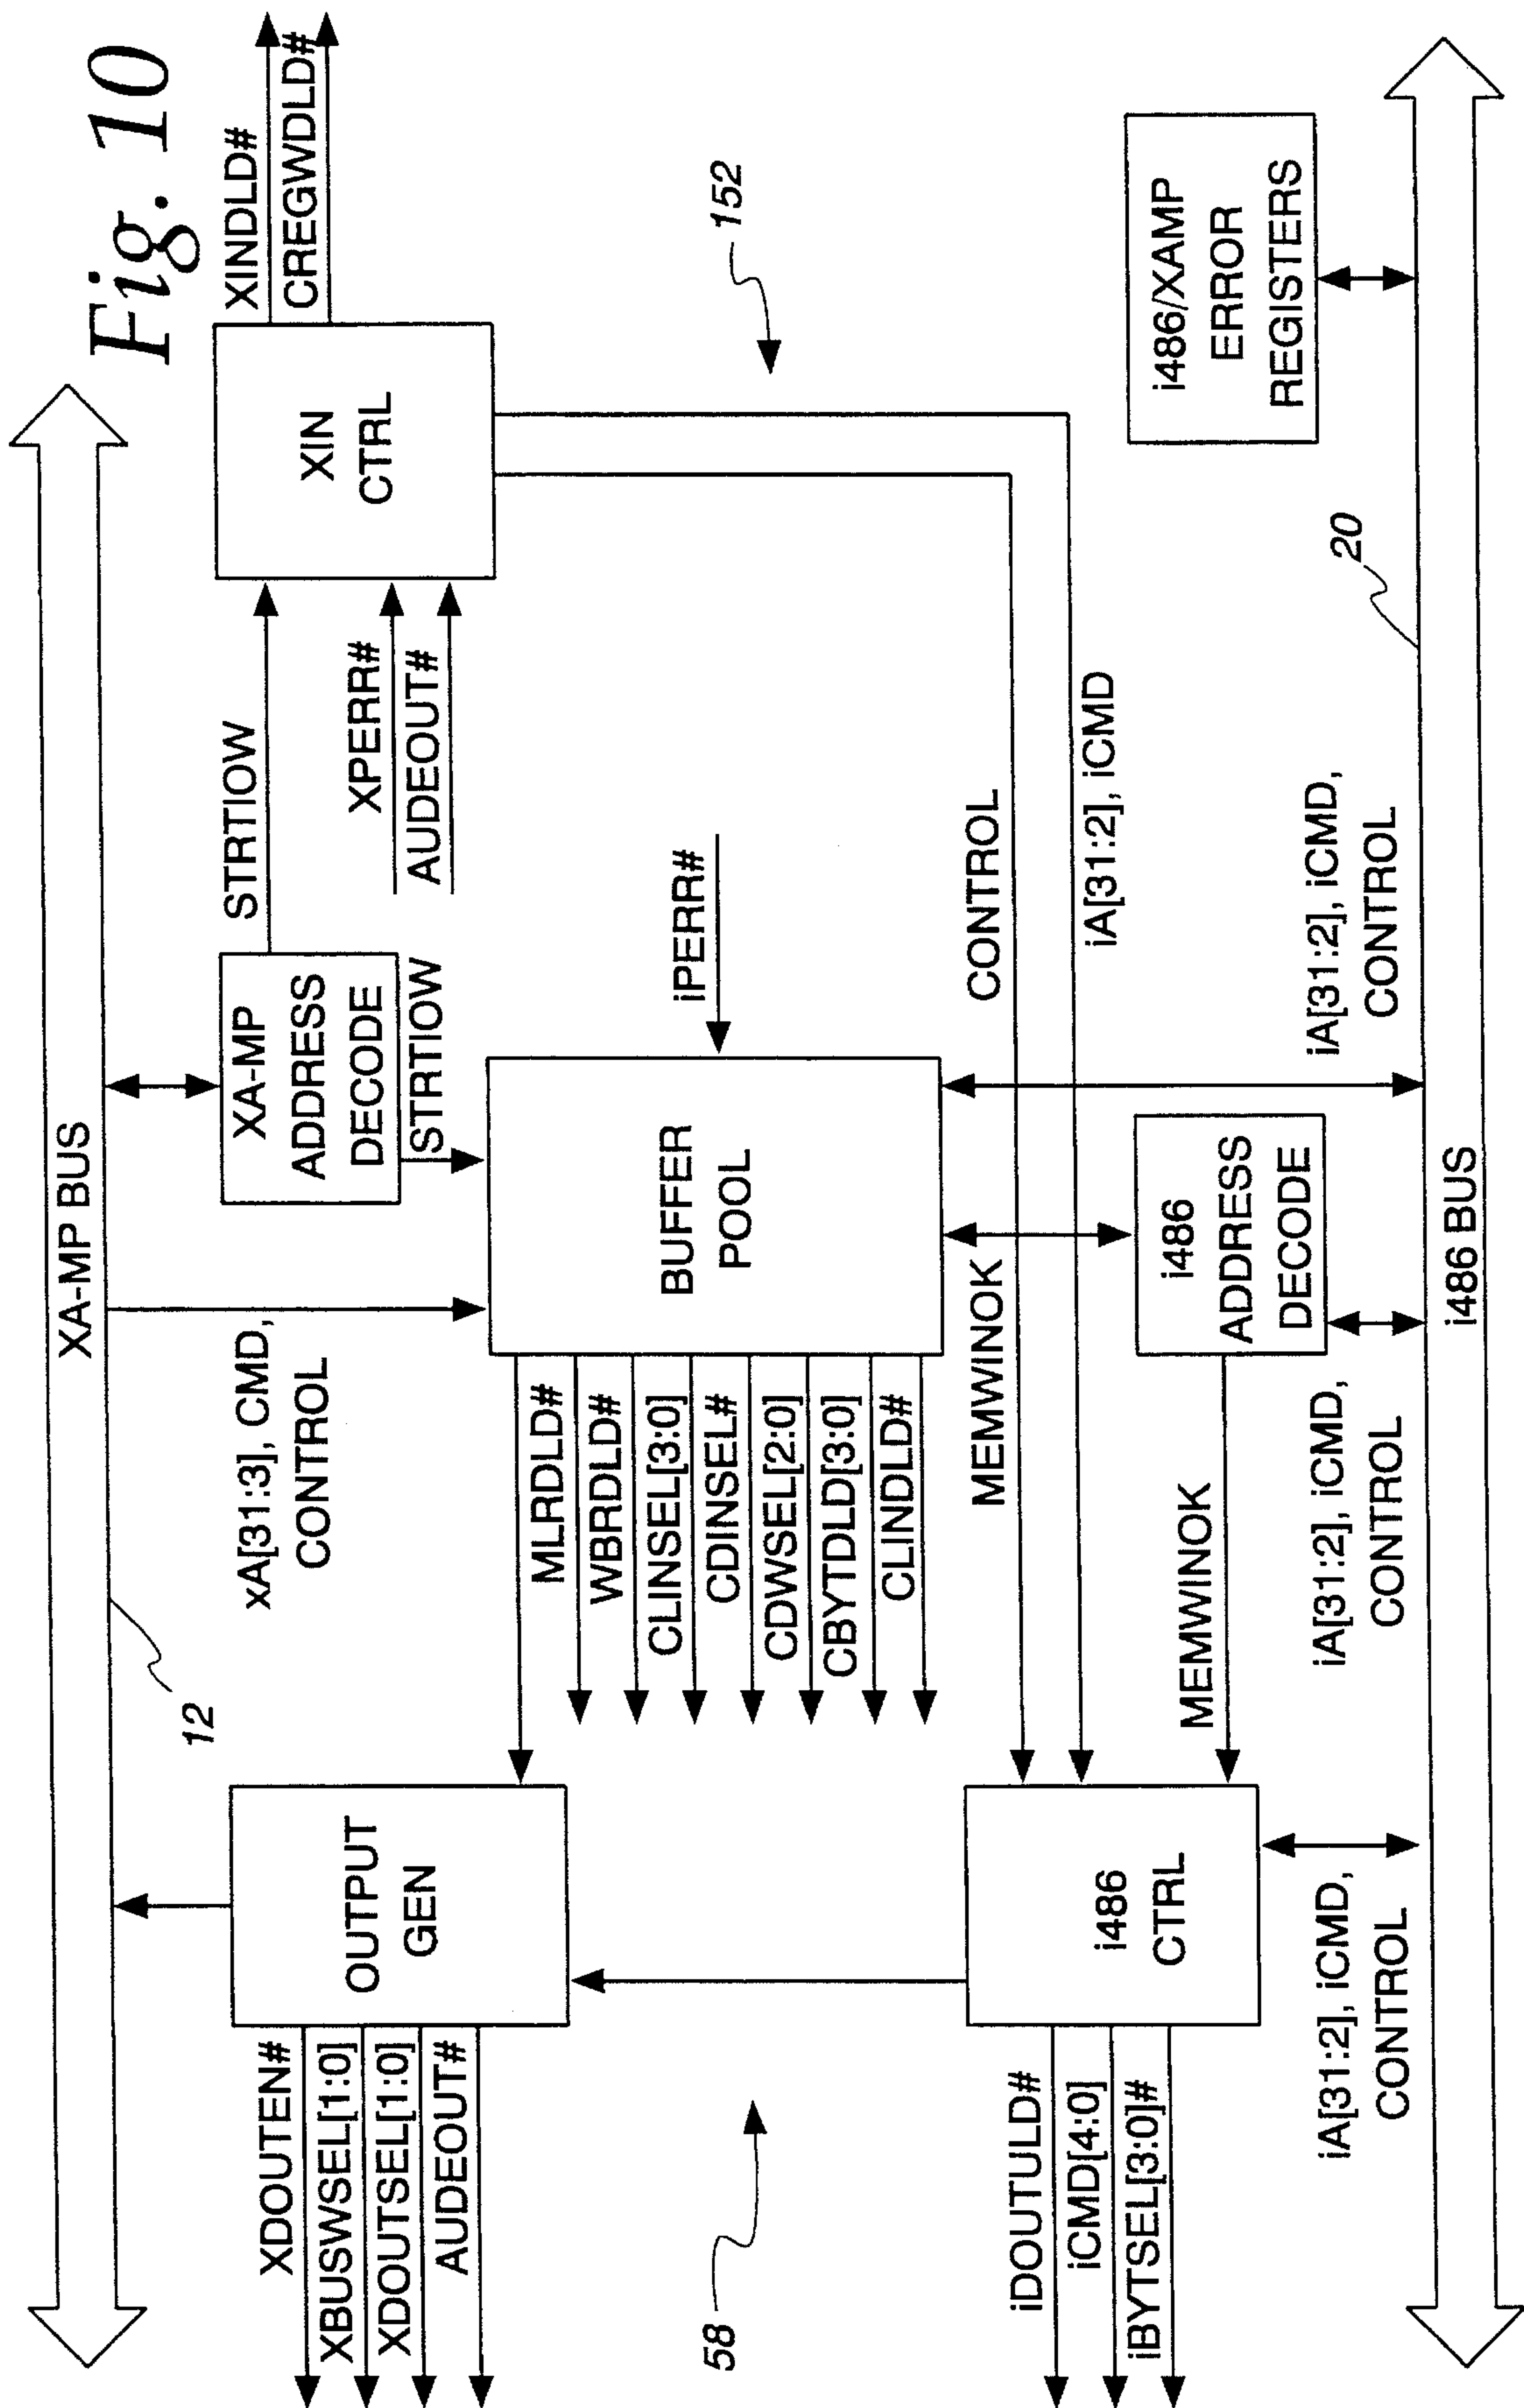 Fig. 10
XA-MP BUS
12
xA[31:3], CMD,
CONTROL
XDOUTEN#
XBUSWSEL[1:0]
XDOUTSEL[1:0]
AUDEOUT#
OUTPUT
GEN
XA-MP
ADDRESS
DECODE
STRTIOW
STRTIOW
XPERR#
AUDEOUT#
XIN
CTRL
XINDLD#
CREGWDLD#
MLRDLD#
WBRDLD#
CLINSEL[3:0]
CDINSEL#
CDWSEL[2:0]
CBYTDLD[3:0]
CLINDLD#
BUFFER
POOL
iPERR#
58
152
MEMWINOK
CONTROL
iA[31:2], iCMD
iDOUTULD#
iCMD[4:0]
iBYTSEL[3:0]#
i486
CTRL
MEMWINOK
i486
ADDRESS
DECODE
i486/XAMP
ERROR
REGISTERS
iA[31:2], iCMD,
CONTROL
iA[31:2], iCMD,
CONTROL
iA[31:2], iCMD,
CONTROL
20
i486 BUS